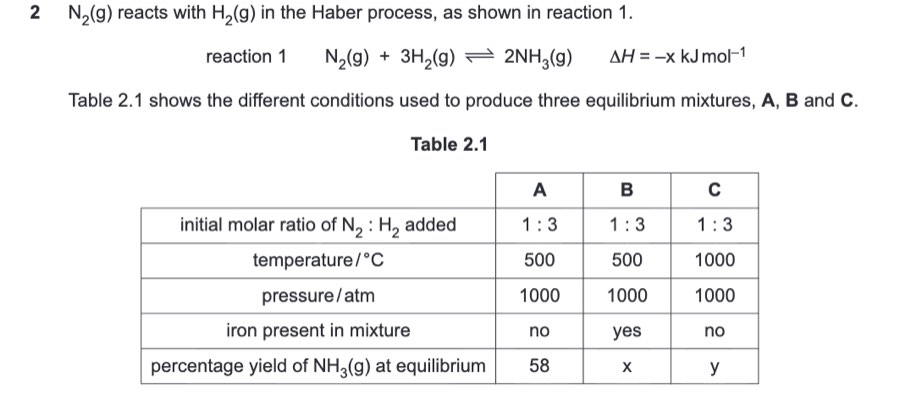 2 N₂(g) reacts with H₂(g) in the Haber process, as shown in reaction 1.
reaction 1 N₂(g) + 3H₂(g) ⇌ 2NH₃(g) ΔH = –x kJ mol⁻¹
Table 2.1 shows the different conditions used to produce three equilibrium mixtures, A, B and C.
Table 2.1
A B C
initial molar ratio of N₂ : H₂ added 1 : 3 1 : 3 1 : 3
temperature / °C 500 500 1000
pressure / atm 1000 1000 1000
iron present in mixture no yes no
percentage yield of NH₃(g) at equilibrium 58 x y